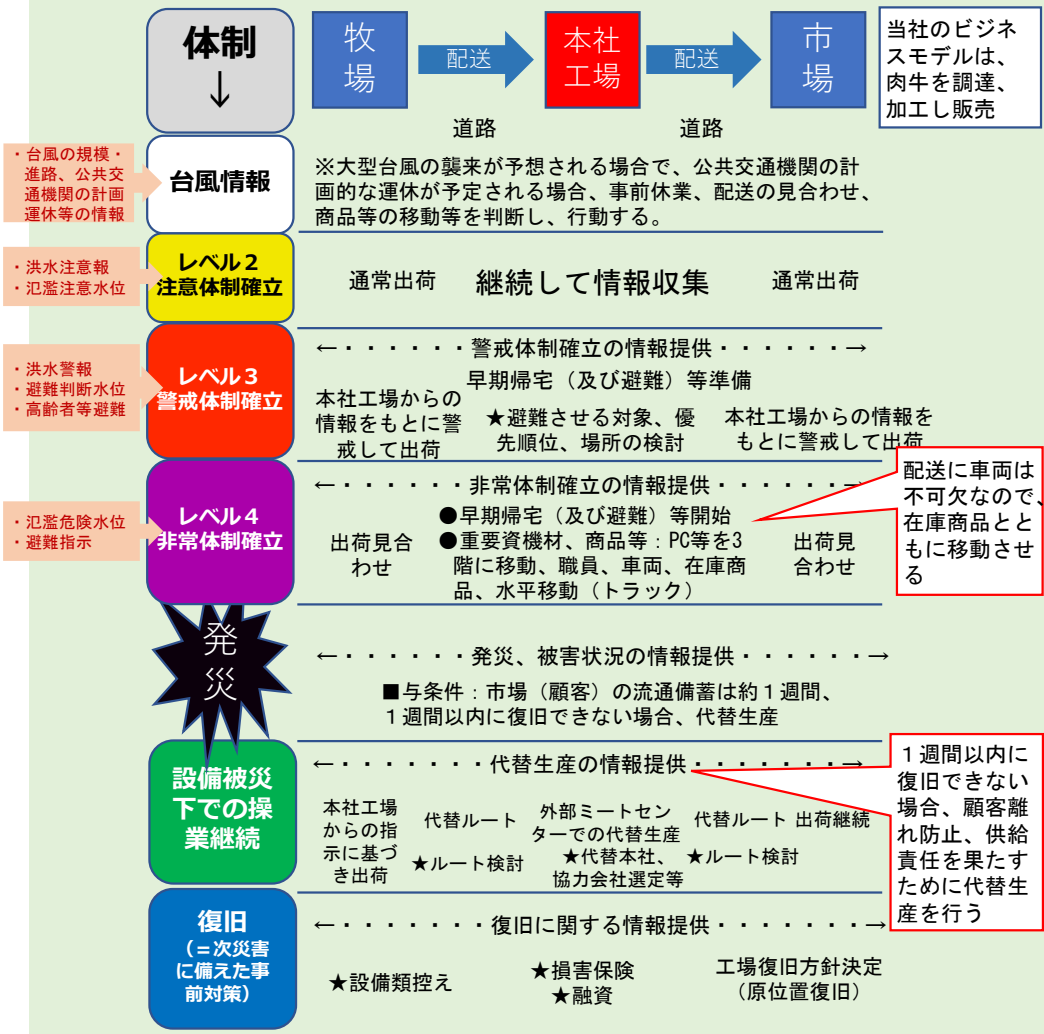 体制
↓
牧
場
配送
本社
工場
配送
市
場
道路
道路
当社のビジネ
スモデルは、
肉牛を調達、
加工し販売
・台風の規模・
進路、公共交
通機関の計画
運休等の情報
台風情報
※大型台風の襲来が予想される場合で、公共交通機関の計
画的な運休が予定される場合、事前休業、配送の見合わせ、
商品等の移動等を判断し、行動する。
・洪水注意報
・氾濫注意水位
レベル２
注意体制確立
通常出荷
継続して情報収集
通常出荷
・洪水警報
・避難判断水位
・高齢者等避難
レベル３
警戒体制確立
←・・・・・・警戒体制確立の情報提供・・・・・・→
早期帰宅（及び避難）等準備
本社工場からの
情報をもとに警
戒して出荷
★避難させる対象、優
先順位、場所の検討
本社工場からの情報を
もとに警戒して出荷
・氾濫危険水位
・避難指示
レベル４
非常体制確立
←・・・・・・非常体制確立の情報提供・・・・・・→
●早期帰宅（及び避難）等開始
●重要資機材、商品等：PC等を3
階に移動、職員、車両、在庫商
品、水平移動（トラック）
出荷見合
わせ
出荷見
合わせ
配送に車両は
不可欠なので、
在庫商品とと
もに移動させ
る
発
災
←・・・・・・発災、被害状況の情報提供・・・・・・→
■与条件：市場（顧客）の流通備蓄は約１週間、
１週間以内に復旧できない場合、代替生産
設備被災
下での操
業継続
←・・・・・・・代替生産の情報提供・・・・・・・→
本社工場
からの指
示に基づ
き出荷
代替ルート
★ルート検討
外部ミートセン
ターでの代替生産
★代替本社、
協力会社選定等
代替ルート
★ルート検討
出荷継続
１週間以内に
復旧できない
場合、顧客離
れ防止、供給
責任を果たす
ために代替生
産を行う
復旧
（＝次災害
に備えた事
前対策）
←・・・・・・・復旧に関する情報提供・・・・・・・→
★設備類控え
★損害保険
★融資
工場復旧方針決定
（原位置復旧）